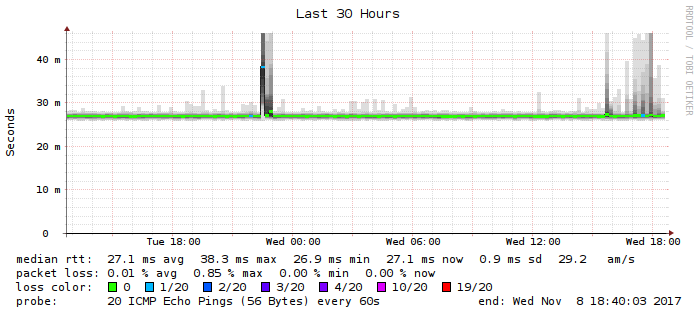 Last 30 Hours
RRDTOOL / TOBI OETIKER
Seconds
40 m
30 m
20 m
10 m
0
Tue 18:00 Wed 00:00 Wed 06:00 Wed 12:00 Wed 18:00
median rtt: 27.1 ms avg 38.3 ms max 26.9 ms min 27.1 ms now 0.9 ms sd 29.2 am/s
packet loss: 0.01 % avg 0.85 % max 0.00 % min 0.00 % now
loss color: 0 1/20 2/20 3/20 4/20 10/20 19/20
probe: 20 ICMP Echo Pings (56 Bytes) every 60s end: Wed Nov 8 18:40:03 2017